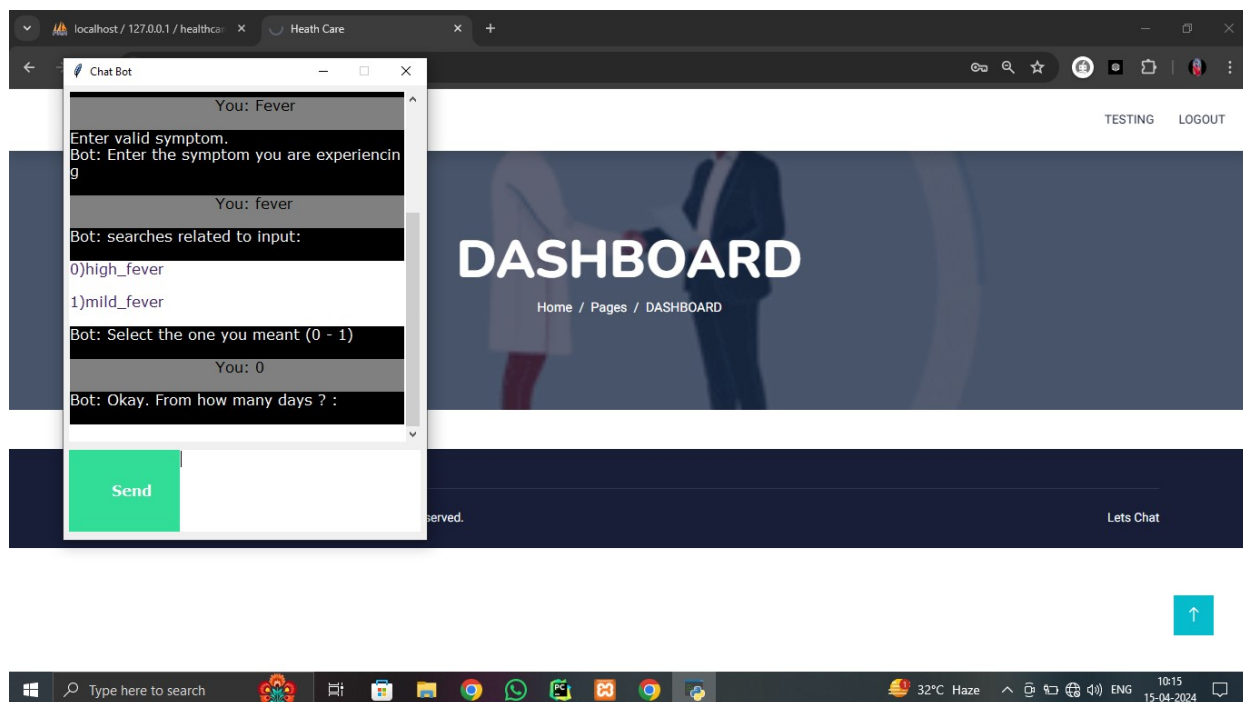 localhost / 127.0.0.1 / healthcar
Heath Care
Chat Bot
TESTING LOGOUT
You: Fever
Enter valid symptom.
Bot: Enter the symptom you are experiencin
g
You: fever
Bot: searches related to input:
0)high_fever
1)mild_fever
Bot: Select the one you meant (0 - 1)
You: 0
Bot: Okay. From how many days ? :
Send
DASHBOARD
Home / Pages / DASHBOARD
served.
Lets Chat
Type here to search
32°C Haze
ENG
10:15
15-04-2024